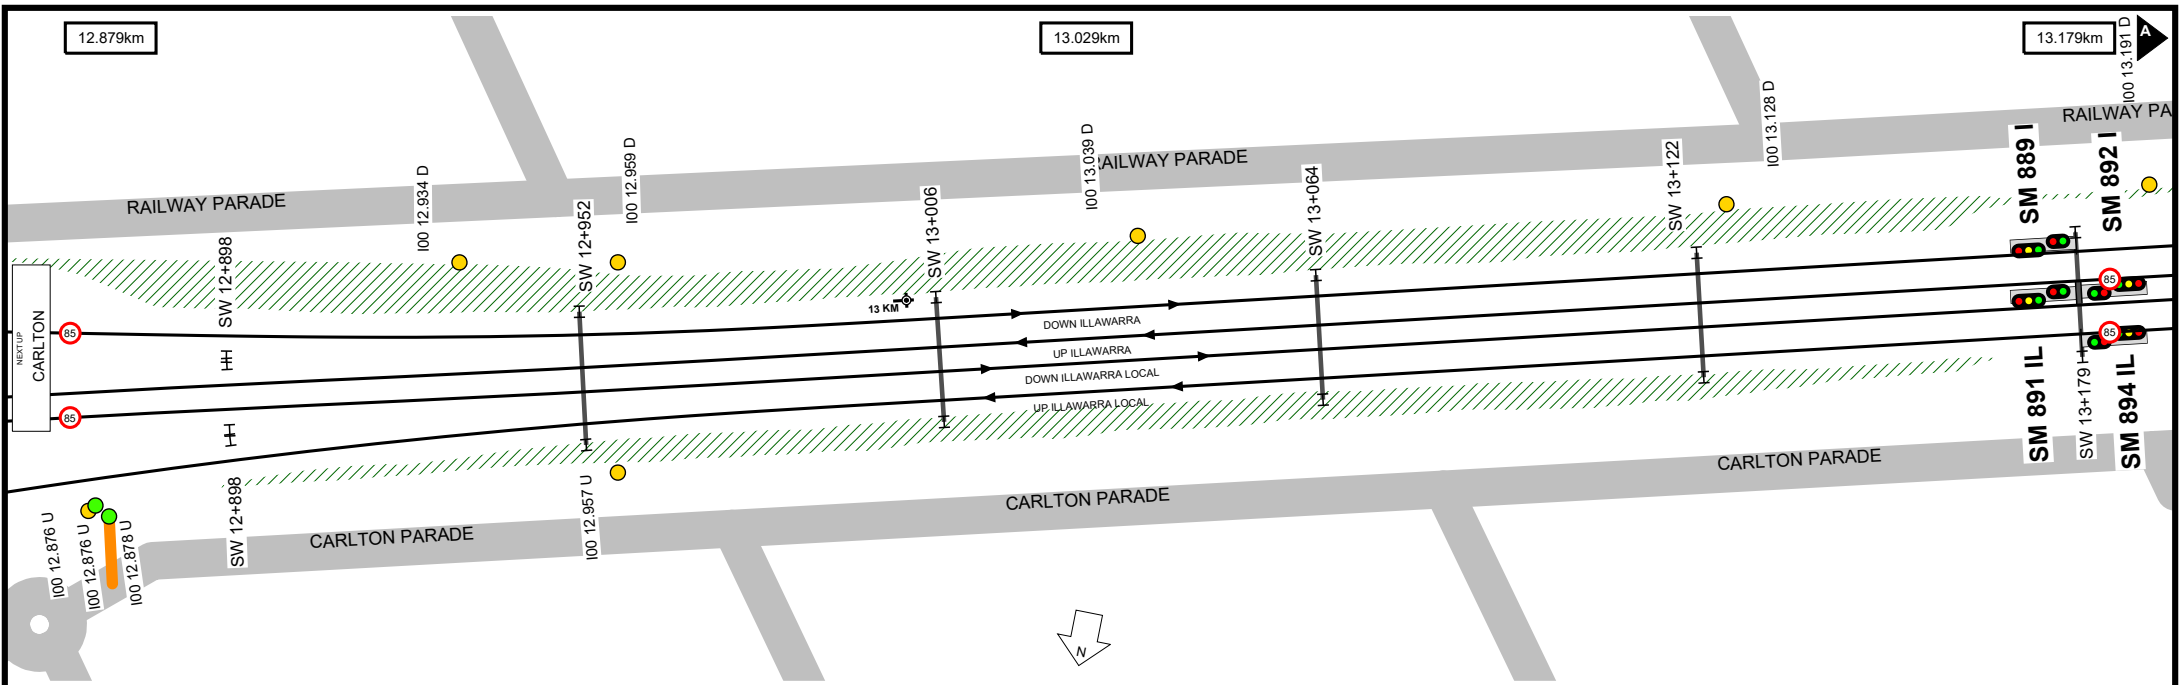 12.879km
13.029km
13.179km
A
I00 13.191 D
RAILWAY PA
I00 13.128 D
SM 889 I
SM 892 I
SW 13+122
I00 13.039 D
RAILWAY PARADE
SW 13+064
I00 12.959 D
I00 12.934 D
SW 13+006
RAILWAY PARADE
SW 12+952
SW 12+898
NEXT UP
CARLTON
85
85
13 KM
DOWN ILLAWARRA
UP ILLAWARRA
DOWN ILLAWARRA LOCAL
UP ILLAWARRA LOCAL
85
85
SM 891 IL
SW 13+179
SM 894 IL
CARLTON PARADE
CARLTON PARADE
CARLTON PARADE
I00 12.957 U
SW 12+898
I00 12.876 U
I00 12.876 U
I00 12.878 U
N